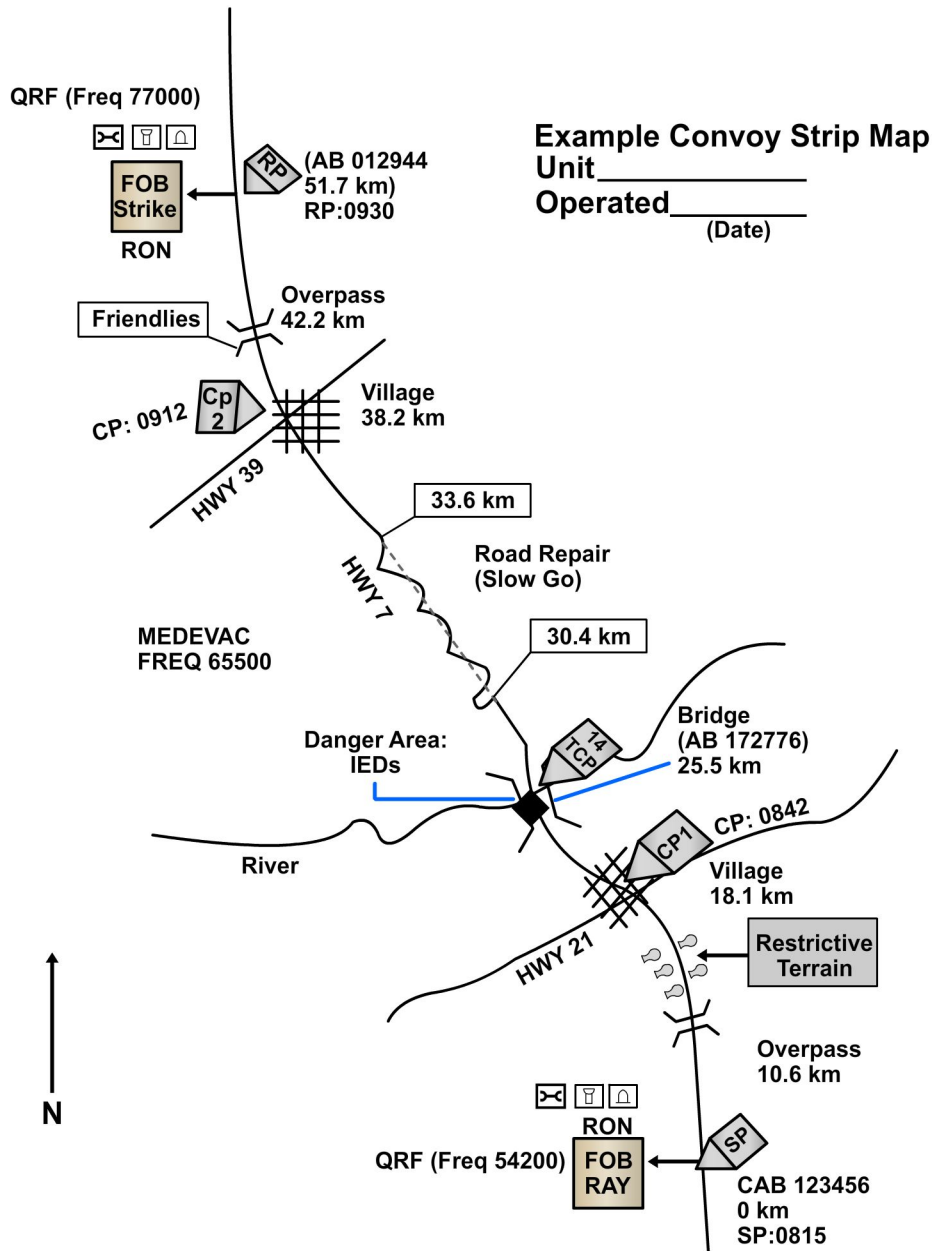 QRF (Freq 77000)
FOB
Strike
RON
RP
(AB 012944
51.7 km)
RP:0930
Example Convoy Strip Map
Unit
Operated
(Date)
Overpass
42.2 km
Friendlies
Cp
2
CP: 0912
Village
38.2 km
HWY 39
33.6 km
HWY 7
Road Repair
(Slow Go)
MEDEVAC
FREQ 65500
30.4 km
Danger Area:
IEDs
14
TCP
Bridge
(AB 172776)
25.5 km
River
CP1
CP: 0842
Village
18.1 km
HWY 21
Restrictive
Terrain
Overpass
10.6 km
N
RON
QRF (Freq 54200)
FOB
RAY
SP
CAB 123456
0 km
SP:0815